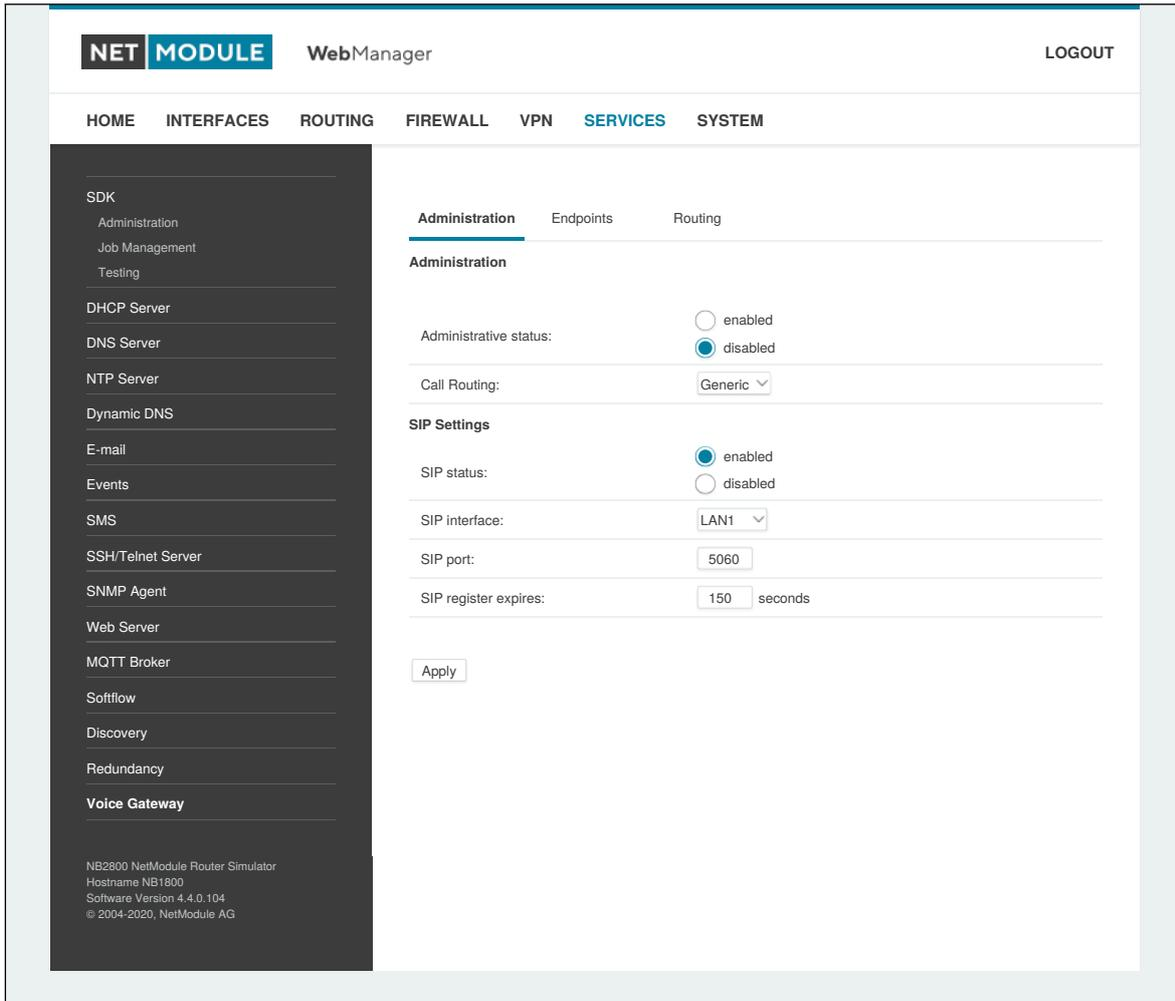 NET MODULE WebManager LOGOUT
HOME INTERFACES ROUTING FIREWALL VPN SERVICES SYSTEM
SDK
Administration
Job Management
Testing
DHCP Server
DNS Server
NTP Server
Dynamic DNS
E-mail
Events
SMS
SSH/Telnet Server
SNMP Agent
Web Server
MQTT Broker
Softflow
Discovery
Redundancy
Voice Gateway
NB2800 NetModule Router Simulator
Hostname NB1800
Software Version 4.4.0.104
© 2004-2020, NetModule AG
Administration Endpoints Routing
Administration
Administrative status:
enabled
disabled
Call Routing: Generic
SIP Settings
SIP status:
enabled
disabled
SIP interface: LAN1
SIP port: 5060
SIP register expires: 150 seconds
Apply